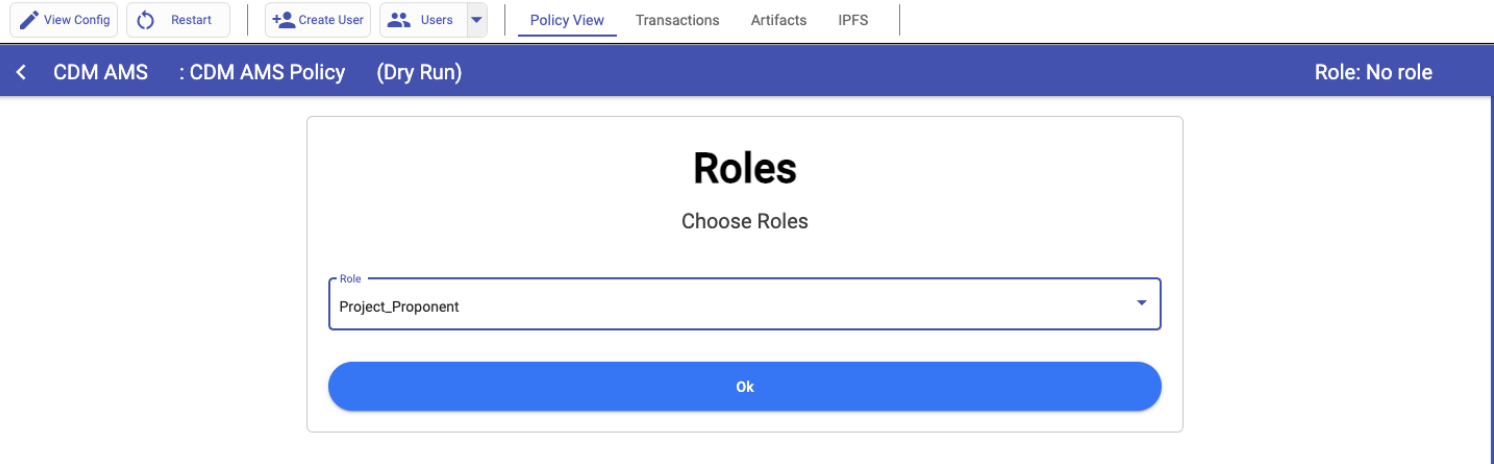 View Config Restart Create User Users Policy View Transactions Artifacts IPFS
CDM AMS : CDM AMS Policy (Dry Run) Role: No role
Roles
Choose Roles
Role
Project_Proponent
Ok